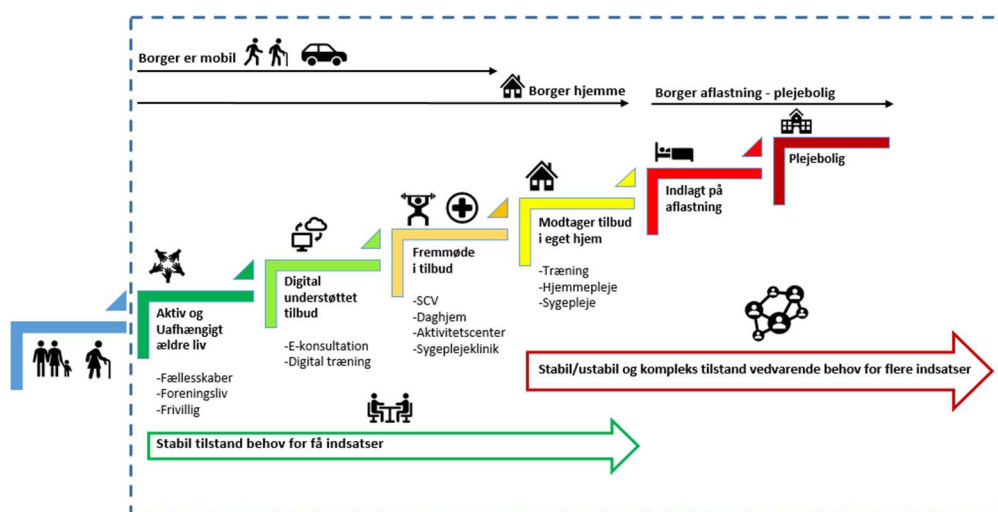 Borger er mobil
Borger hjemme
Borger aflastning - plejebolig
Plejebolig
Indlagt på
aflastning
Modtager tilbud
i eget hjem
-Træning
-Hjemmepleje
-Sygepleje
Fremmøde
i tilbud
-SCV
-Daghjem
-Aktivitetscenter
-Sygeplejeklinik
Digital
understøttet
tilbud
-E-konsultation
-Digital træning
Aktiv og
Uafhængigt
ældre liv
-Fællesskaber
-Foreningsliv
-Frivillig
Stabil/ustabil og kompleks tilstand vedvarende behov for flere indsatser
Stabil tilstand behov for få indsatser